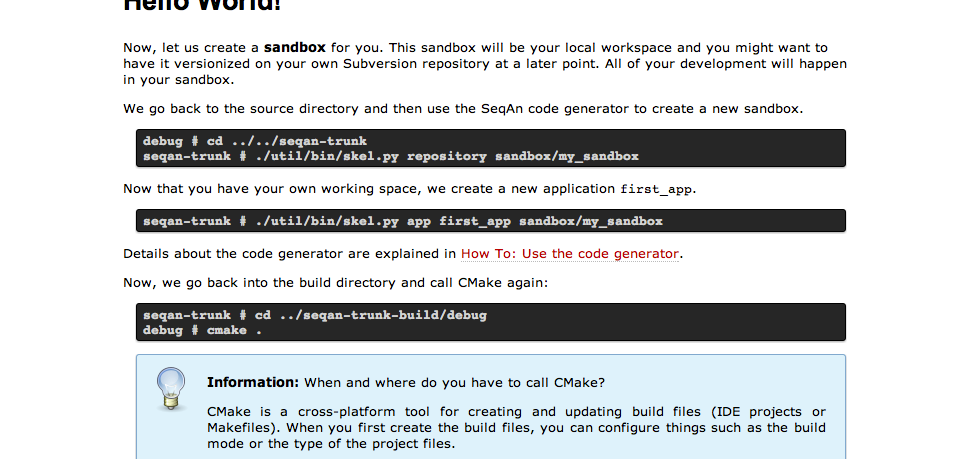 Hello World!
Now, let us create a sandbox for you. This sandbox will be your local workspace and you might want to
have it versionized on your own Subversion repository at a later point. All of your development will happen
in your sandbox.
We go back to the source directory and then use the SeqAn code generator to create a new sandbox.
debug # cd ../../seqan-trunk
seqan-trunk # ./util/bin/skel.py repository sandbox/my_sandbox
Now that you have your own working space, we create a new application first_app.
seqan-trunk # ./util/bin/skel.py app first_app sandbox/my_sandbox
Details about the code generator are explained in How To: Use the code generator.
Now, we go back into the build directory and call CMake again:
seqan-trunk # cd ../seqan-trunk-build/debug
debug # cmake .
Information: When and where do you have to call CMake?
CMake is a cross-platform tool for creating and updating build files (IDE projects or
Makefiles). When you first create the build files, you can configure things such as the build
mode or the type of the project files.